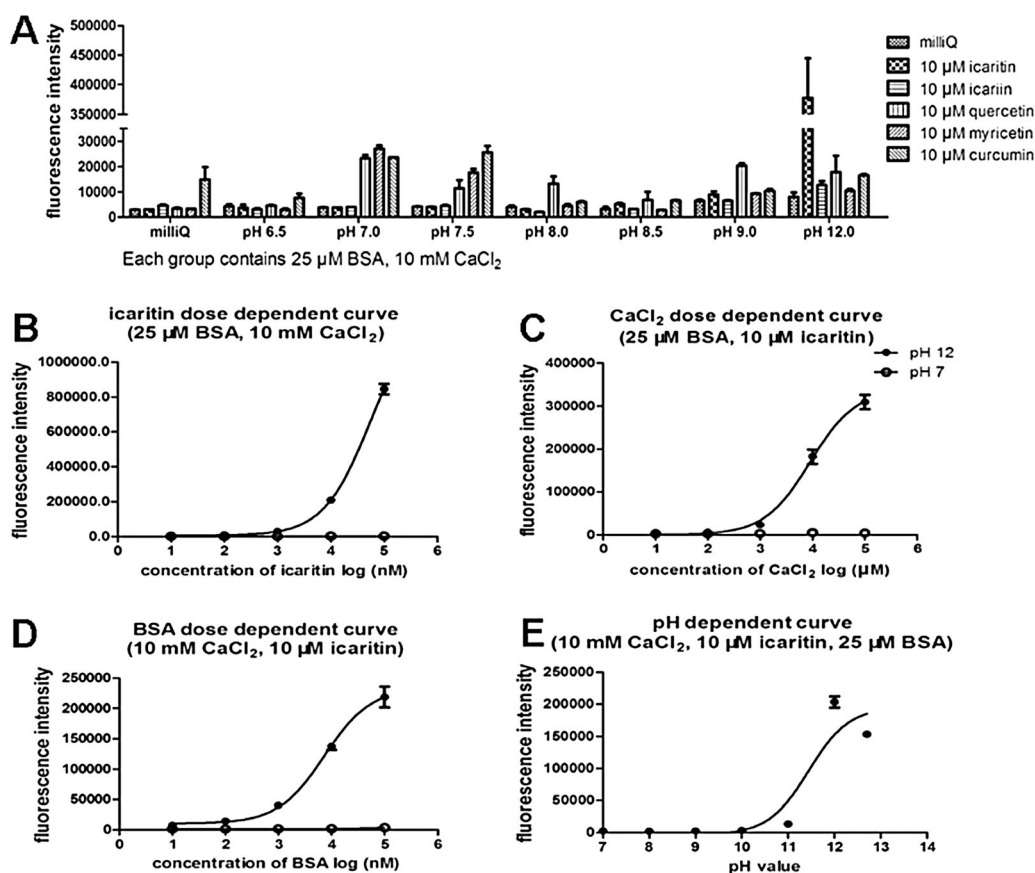 A
fluorescence intensity
500000
450000
400000
350000
30000
20000
10000
0
milliQ
pH 6.5
pH 7.0
pH 7.5
pH 8.0
pH 8.5
pH 9.0
pH 12.0
milliQ
10 µM icaritin
10 µM icariin
10 µM quercetin
10 µM myricetin
10 µM curcumin
Each group contains 25 µM BSA, 10 mM CaCl₂
B
icaritin dose dependent curve
(25 µM BSA, 10 mM CaCl₂)
fluorescence intensity
1000000.0
800000.0
600000.0
400000.0
200000.0
0.0
0 1 2 3 4 5 6
concentration of icaritin log (nM)
C
CaCl₂ dose dependent curve
(25 µM BSA, 10 µM icaritin)
fluorescence intensity
400000
300000
200000
100000
0
0 1 2 3 4 5 6
concentration of CaCl₂ log (µM)
pH 12
pH 7
D
BSA dose dependent curve
(10 mM CaCl₂, 10 µM icaritin)
fluorescence intensity
250000
200000
150000
100000
50000
0
0 1 2 3 4 5 6
concentration of BSA log (nM)
E
pH dependent curve
(10 mM CaCl₂, 10 µM icaritin, 25 µM BSA)
fluorescence intensity
250000
200000
150000
100000
50000
0
7 8 9 10 11 12 13 14
pH value